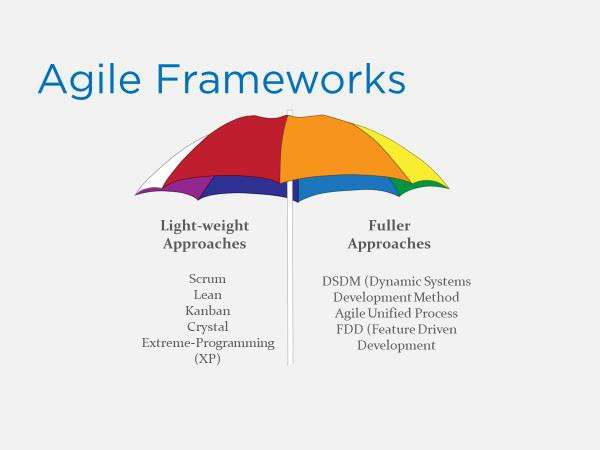 Agile Frameworks
Light-weight
Approaches
Scrum
Lean
Kanban
Crystal
Extreme-Programming
(XP)
Fuller
Approaches
DSDM (Dynamic Systems
Development Method
Agile Unified Process
FDD (Feature Driven
Development